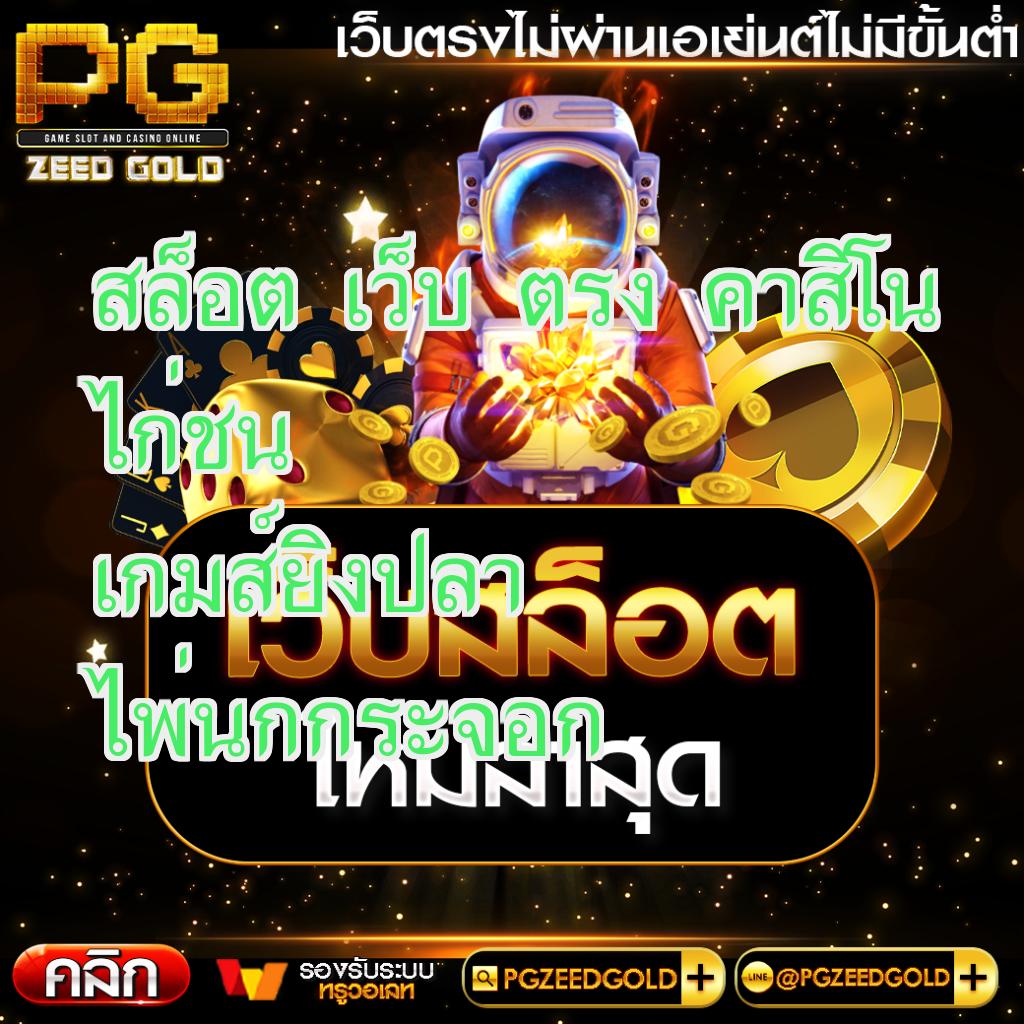 PG
เว็บตรงไม่ผ่านเอเย่นต์ไม่มีขั้นต่ำ
GAME SLOT AND CASINO ONLINE
ZEED GOLD
สล็อต เว็บ ตรง คาสิโน
ไก่ชน
เกมส์ยิงปลา
เว็บสล็อต
ไพ่นกกระจอก
ใหม่ล่าสุด
คลิก
รองรับระบบ
ทรูวอเลท
PGZEEDGOLD +
LINE @PGZEEDGOLD +